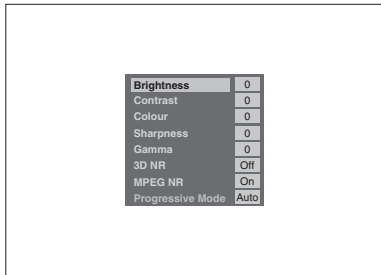 Brightness 0
Contrast 0
Colour 0
Sharpness 0
Gamma 0
3D NR Off
MPEG NR On
Progressive Mode Auto